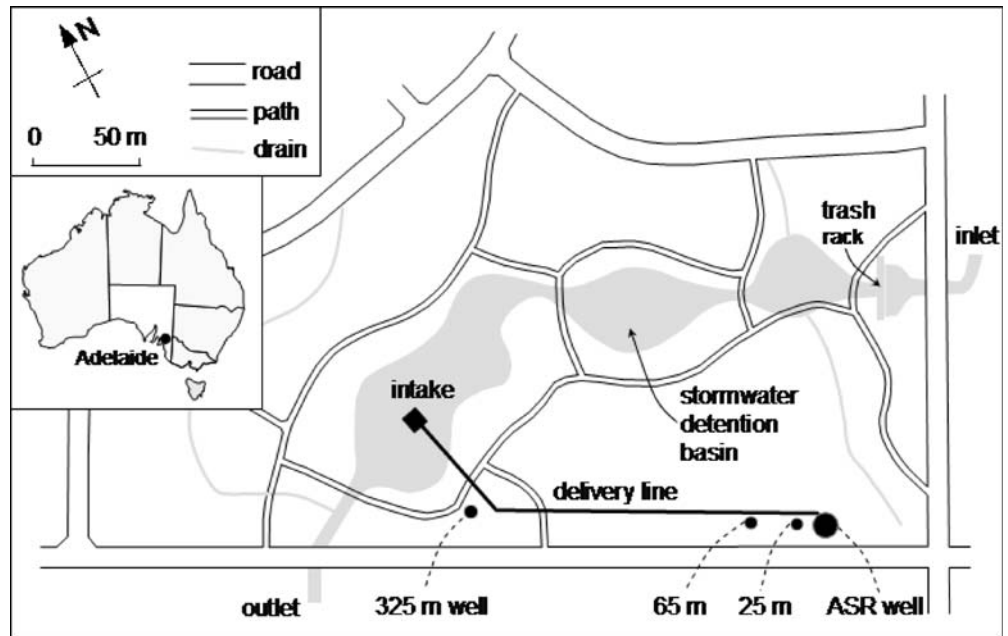 N
road
path
0 50 m
drain
Adelaide
trash
rack
inlet
intake
stormwater
detention
basin
delivery line
outlet
325 m well
65 m
25 m
ASR well